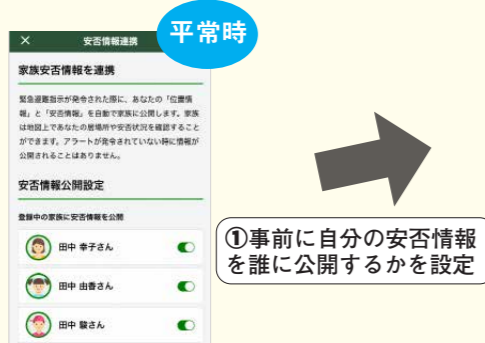 平常時
× 安否情報連携
家族安否情報を連携
緊急避難指示が発令された際に、あなたの「位置情
報」と「安否情報」を自動で家族に公開します。家族
は地図上であなたの居場所や安否状況を確認すること
ができます。アラートが発令されていない時に情報が
公開されることはありません。
安否情報公開設定
登録中の家族に安否情報を公開
田中 幸子さん
田中 由香さん
田中 駿さん
①事前に自分の安否情報
を誰に公開するかを設定